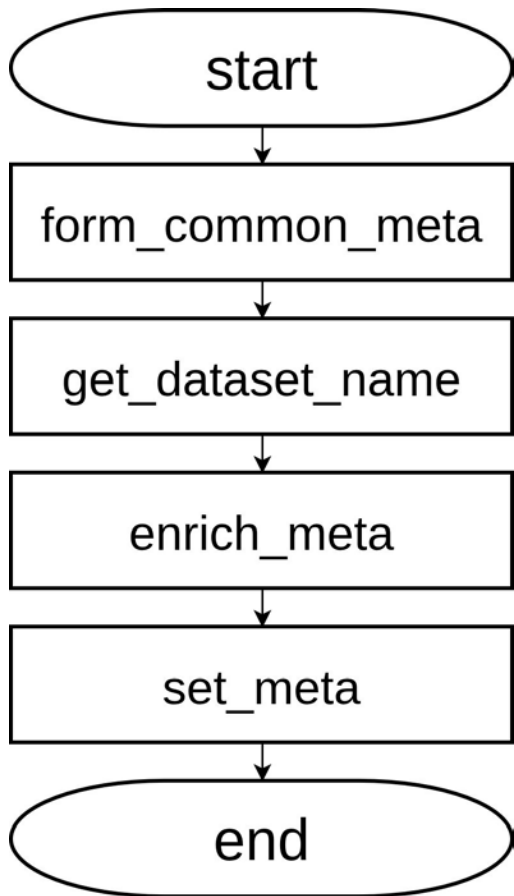 start
form_common_meta
get_dataset_name
enrich_meta
set_meta
end